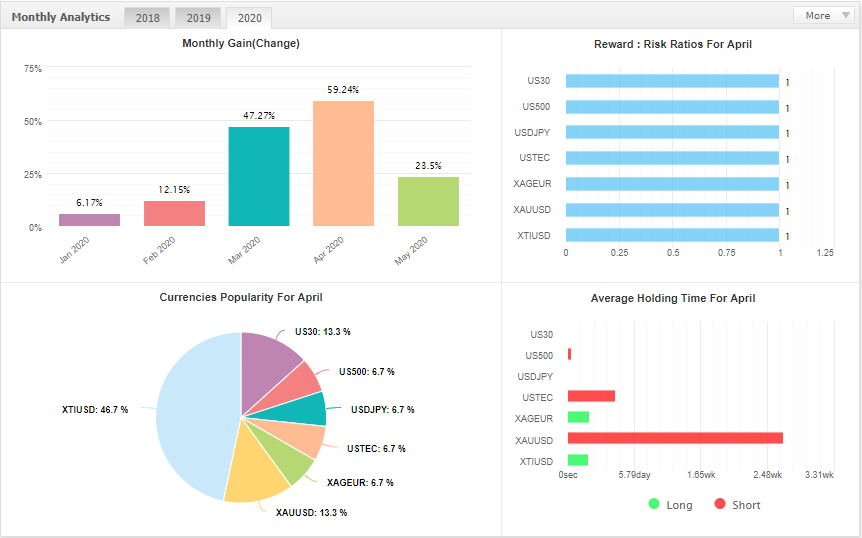 Monthly Analytics 2018 2019 2020 More
Monthly Gain(Change)
75%
50%
25%
0%
6.17%
12.15%
47.27%
59.24%
23.5%
Jan 2020
Feb 2020
Mar 2020
Apr 2020
May 2020
Reward : Risk Ratios For April
US30 1
US500 1
USDJPY 1
USTEC 1
XAGEUR 1
XAUUSD 1
XTIUSD 1
0 0.25 0.5 0.75 1 1.25
Currencies Popularity For April
US30: 13.3 %
US500: 6.7 %
USDJPY: 6.7 %
USTEC: 6.7 %
XAGEUR: 6.7 %
XAUUSD: 13.3 %
XTIUSD: 46.7 %
Average Holding Time For April
US30
US500
USDJPY
USTEC
XAGEUR
XAUUSD
XTIUSD
0sec 5.79day 1.65wk 2.48wk 3.31wk
Long Short